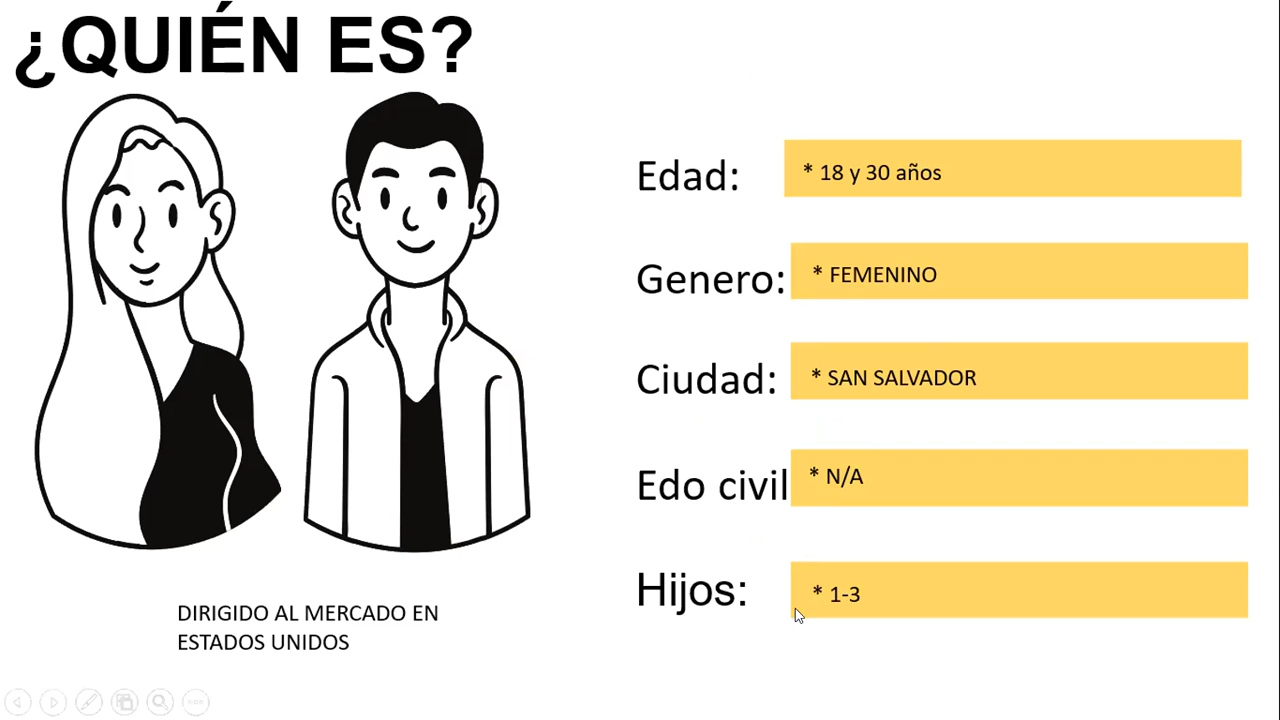 ¿QUIÉN ES?
Edad: * 18 y 30 años
Genero: * FEMENINO
Ciudad: * SAN SALVADOR
Edo civil * N/A
Hijos: * 1-3
DIRIGIDO AL MERCADO EN
ESTADOS UNIDOS